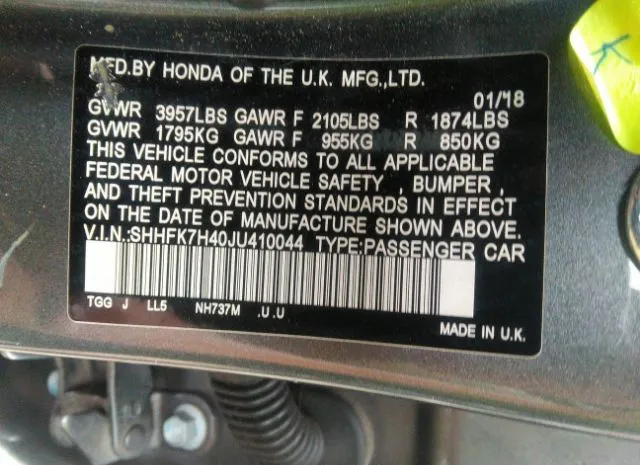 MFD.BY HONDA OF THE U.K. MFG.,LTD.
01/18
GVWR 3957LBS GAWR F 2105LBS R 1874LBS
GVWR 1795KG GAWR F 955KG R 850KG
THIS VEHICLE CONFORMS TO ALL APPLICABLE
FEDERAL MOTOR VEHICLE SAFETY , BUMPER ,
AND THEFT PREVENTION STANDARDS IN EFFECT
ON THE DATE OF MANUFACTURE SHOWN ABOVE.
V.I.N.:SHHFK7H40JU410044 TYPE:PASSENGER CAR
TGG J LL5 NH737M .U .U
MADE IN U.K.
K